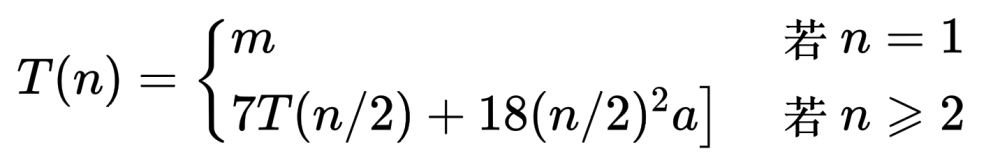 T(n) = { m 若 n = 1
7T(n/2) + 18(n/2)²a] 若 n ⩾ 2